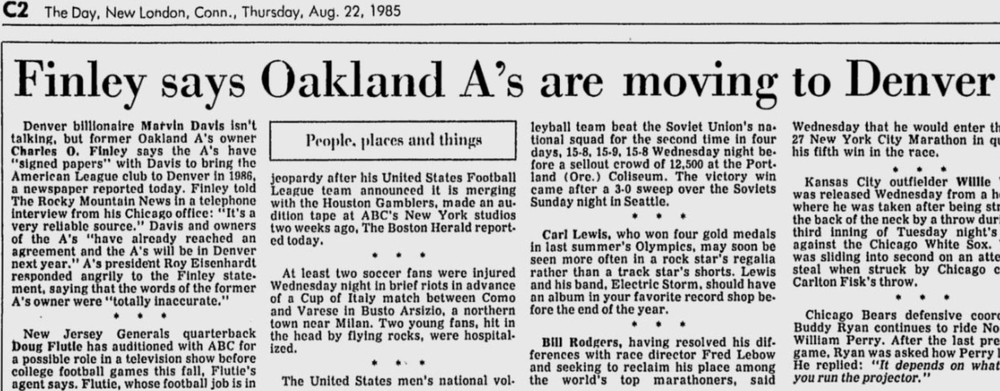 C2 The Day, New London, Conn., Thursday, Aug. 22, 1985
Finley says Oakland A's are moving to Denver
Denver billionaire Marvin Davis isn't
talking, but former Oakland A's owner
Charles O. Finley says the A's have
"signed papers" with Davis to bring the
American League club to Denver in 1986,
a newspaper reported today. Finley told
The Rocky Mountain News in a telephone
interview from his Chicago office: "It's a
very reliable source." Davis and owners
of the A's "have already reached an
agreement and the A's will be in Denver
next year." A's president Roy Eisenhardt
responded angrily to the Finley state-
ment, saying that the words of the former
A's owner were "totally inaccurate."
* * *
New Jersey Generals quarterback
Doug Flutie has auditioned with ABC for
a possible role in a television show before
college football games this fall, Flutie's
agent says. Flutie, whose football job is in
People, places and things
jeopardy after his United States Football
League team announced it is merging
with the Houston Gamblers, made an au-
dition tape at ABC's New York studios
two weeks ago, The Boston Herald report-
ed today.
* * *
At least two soccer fans were injured
Wednesday night in brief riots in advance
of a Cup of Italy match between Como
and Varese in Busto Arsizio, a northern
town near Milan. Two young fans, hit in
the head by flying rocks, were hospital-
ized.
* * *
The United States men's national vol-
leyball team beat the Soviet Union's na-
tional squad for the second time in four
days, 15-8, 15-9, 15-8 Wednesday night be-
fore a sellout crowd of 12,500 at the Port-
land (Ore.) Coliseum. The victory win
came after a 3-0 sweep over the Soviets
Sunday night in Seattle.
* * *
Carl Lewis, who won four gold medals
in last summer's Olympics, may soon be
seen more often in a rock star's regalia
rather than a track star's shorts. Lewis
and his band, Electric Storm, should have
an album in your favorite record shop be-
fore the end of the year.
* * *
Bill Rodgers, having resolved his dif-
ferences with race director Fred Lebow
and seeking to reclaim his place among
the world's top marathoners, said
Wednesday that he would enter th
27 New York City Marathon in qu
his fifth win in the race.
* * *
Kansas City outfielder Willie
was released Wednesday from a h
where he was taken after being str
the back of the neck by a throw dur
third inning of Tuesday night's
against the Chicago White Sox.
was sliding into second on an atte
steal when struck by Chicago c
Carlton Fisk's throw.
* * *
Chicago Bears defensive coor
Buddy Ryan continues to ride No
William Perry. After the last pre
game, Ryan was asked how Perry
He replied: "It depends on what
you run the projector."